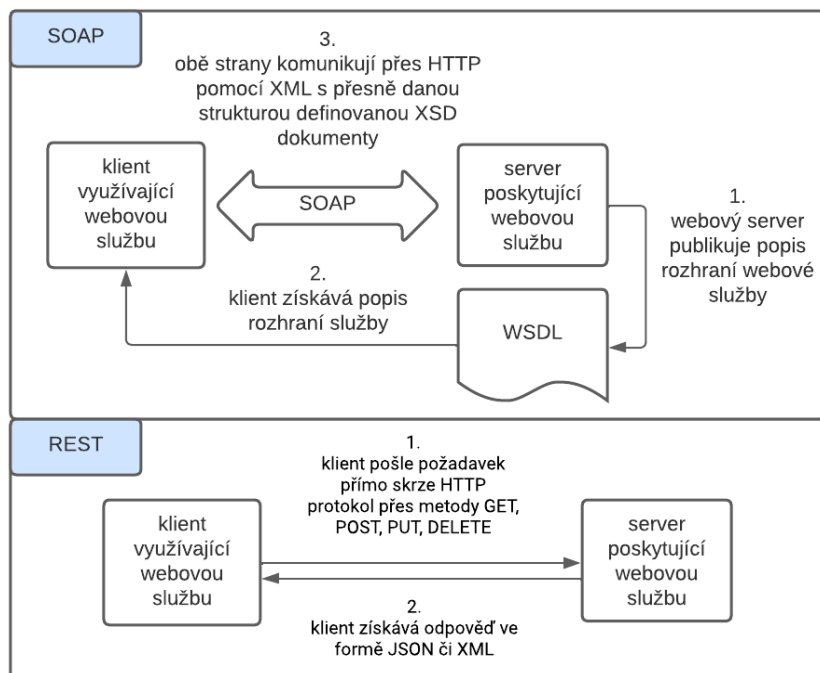 SOAP
3.
obě strany komunikují přes HTTP
pomocí XML s přesně danou
strukturou definovanou XSD
dokumenty
klient
využívající
webovou
službu
SOAP
server
poskytující
webovou
službu
1.
webový server
publikuje popis
rozhraní webové
služby
2.
klient získává popis
rozhraní služby
WSDL
REST
1.
klient pošle požadavek
přímo skrze HTTP
protokol přes metody GET,
POST, PUT, DELETE
klient
využívající
webovou
službu
server
poskytující
webovou
službu
2.
klient získává odpověď ve
formě JSON či XML